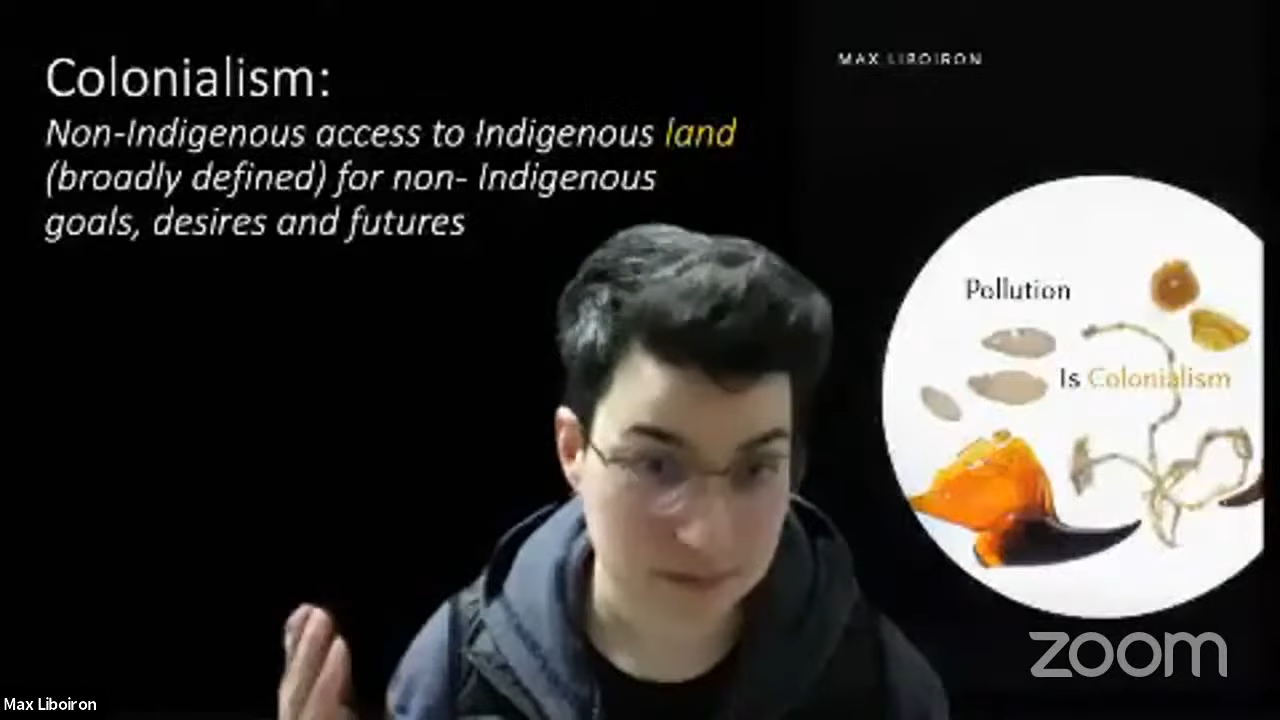 Colonialism:
Non-Indigenous access to Indigenous land
(broadly defined) for non- Indigenous
goals, desires and futures
MAX LIBOIRON
Pollution
Is Colonialism
zoom
Max Liboiron